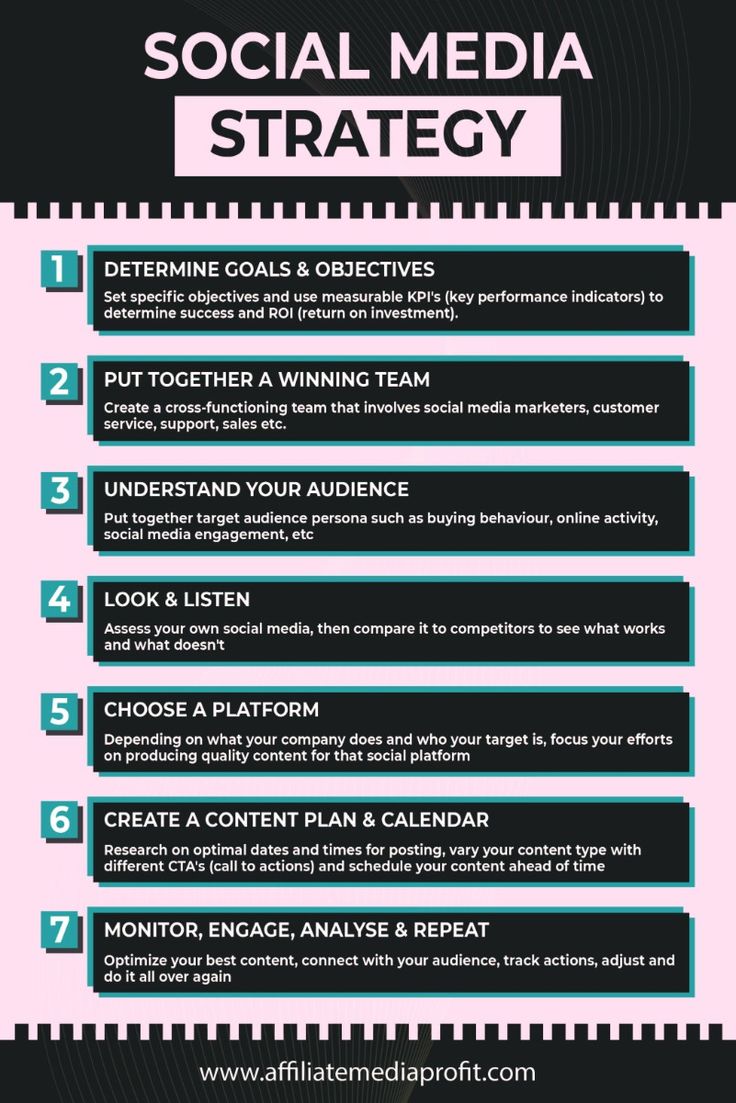 SOCIAL MEDIA
STRATEGY
1
DETERMINE GOALS & OBJECTIVES
Set specific objectives and use measurable KPI's (key performance indicators) to
determine success and ROI (return on investment).
2
PUT TOGETHER A WINNING TEAM
Create a cross-functioning team that involves social media marketers, customer
service, support, sales etc.
3
UNDERSTAND YOUR AUDIENCE
Put together target audience persona such as buying behaviour, online activity,
social media engagement, etc
4
LOOK & LISTEN
Assess your own social media, then compare it to competitors to see what works
and what doesn't
5
CHOOSE A PLATFORM
Depending on what your company does and who your target is, focus your efforts
on producing quality content for that social platform
6
CREATE A CONTENT PLAN & CALENDAR
Research on optimal dates and times for posting, vary your content type with
different CTA's (call to actions) and schedule your content ahead of time
7
MONITOR, ENGAGE, ANALYSE & REPEAT
Optimize your best content, connect with your audience, track actions, adjust and
do it all over again
www.affiliatemediaprofit.com